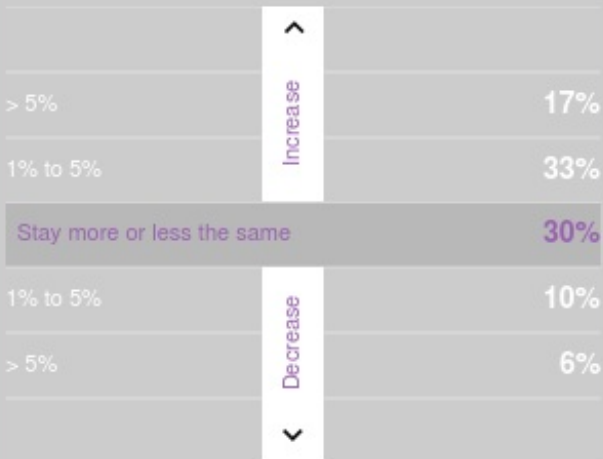 > 5%
Increase
17%
1% to 5%
33%
Stay more or less the same
30%
1% to 5%
Decrease
10%
> 5%
6%